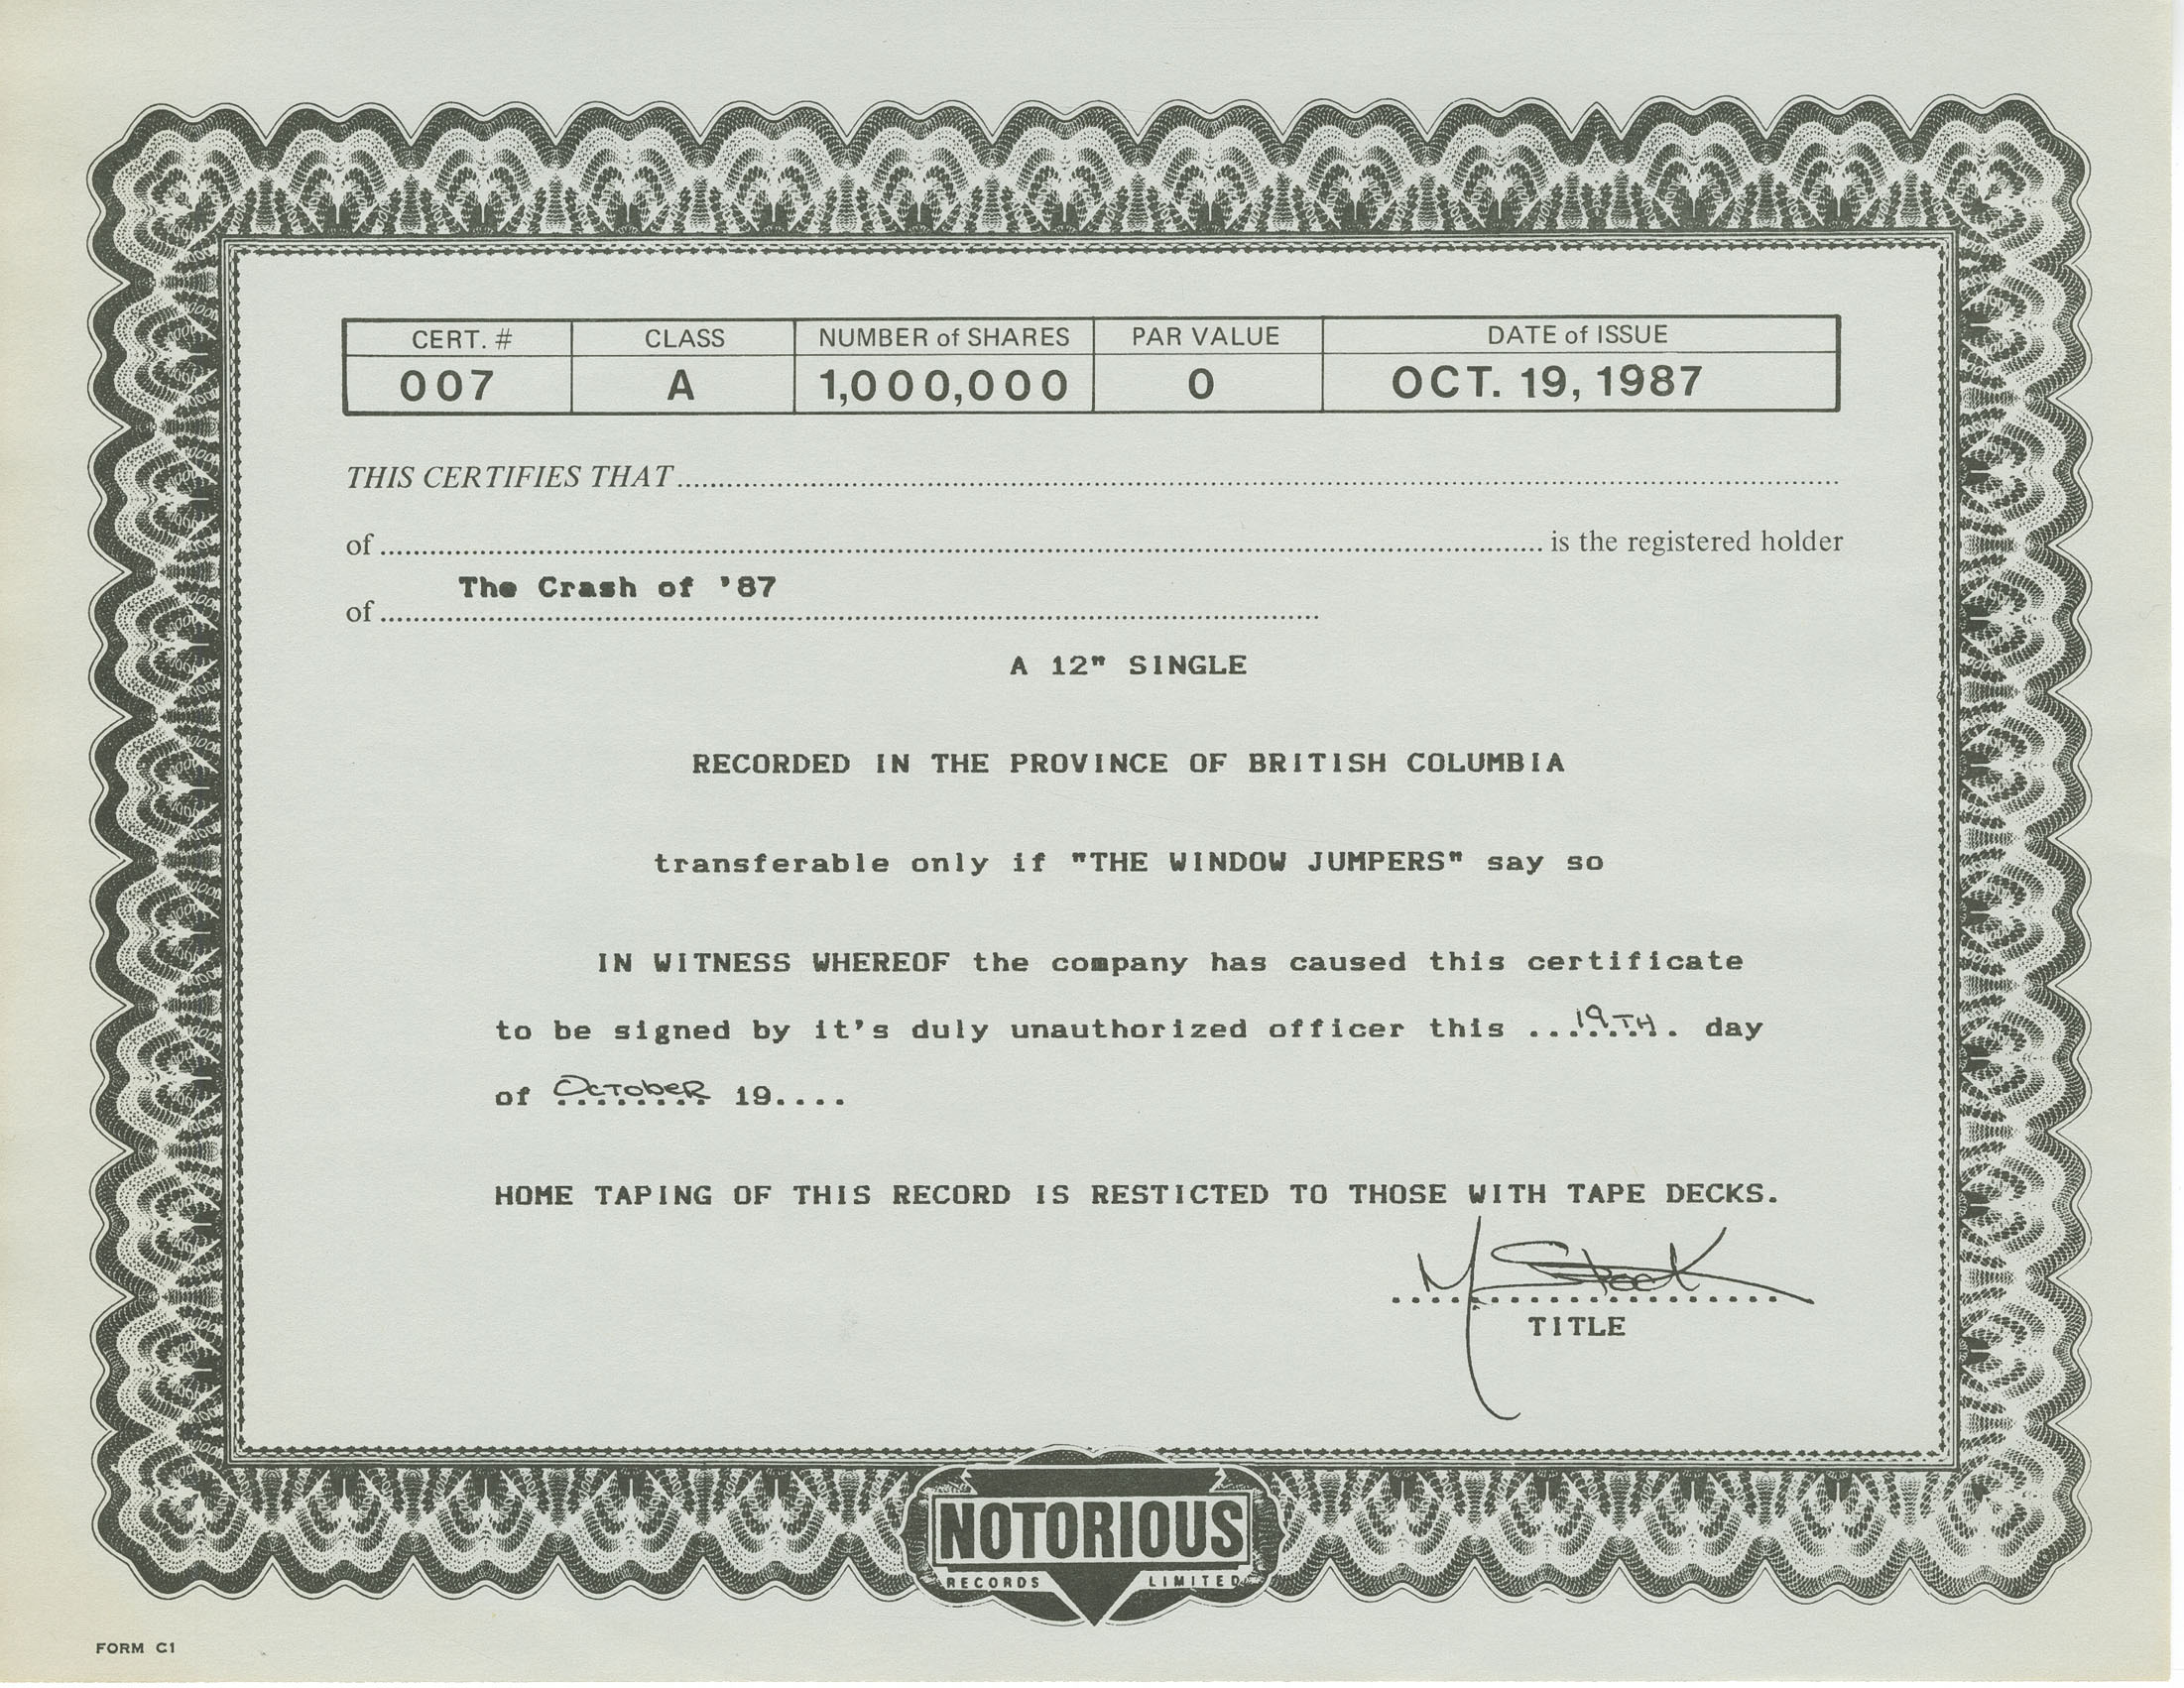 CERT. # CLASS NUMBER of SHARES PAR VALUE DATE of ISSUE
007 A 1,000,000 0 OCT. 19, 1987
THIS CERTIFIES THAT
of is the registered holder
The Crash of '87
of
A 12" SINGLE
RECORDED IN THE PROVINCE OF BRITISH COLUMBIA
transferable only if "THE WINDOW JUMPERS" say so
IN WITNESS WHEREOF the company has caused this certificate
to be signed by it's duly unauthorized officer this ...19TH. day
of October 19....
HOME TAPING OF THIS RECORD IS RESTICTED TO THOSE WITH TAPE DECKS.
M Stock
TITLE
NOTORIOUS
RECORDS LIMITED
FORM C1